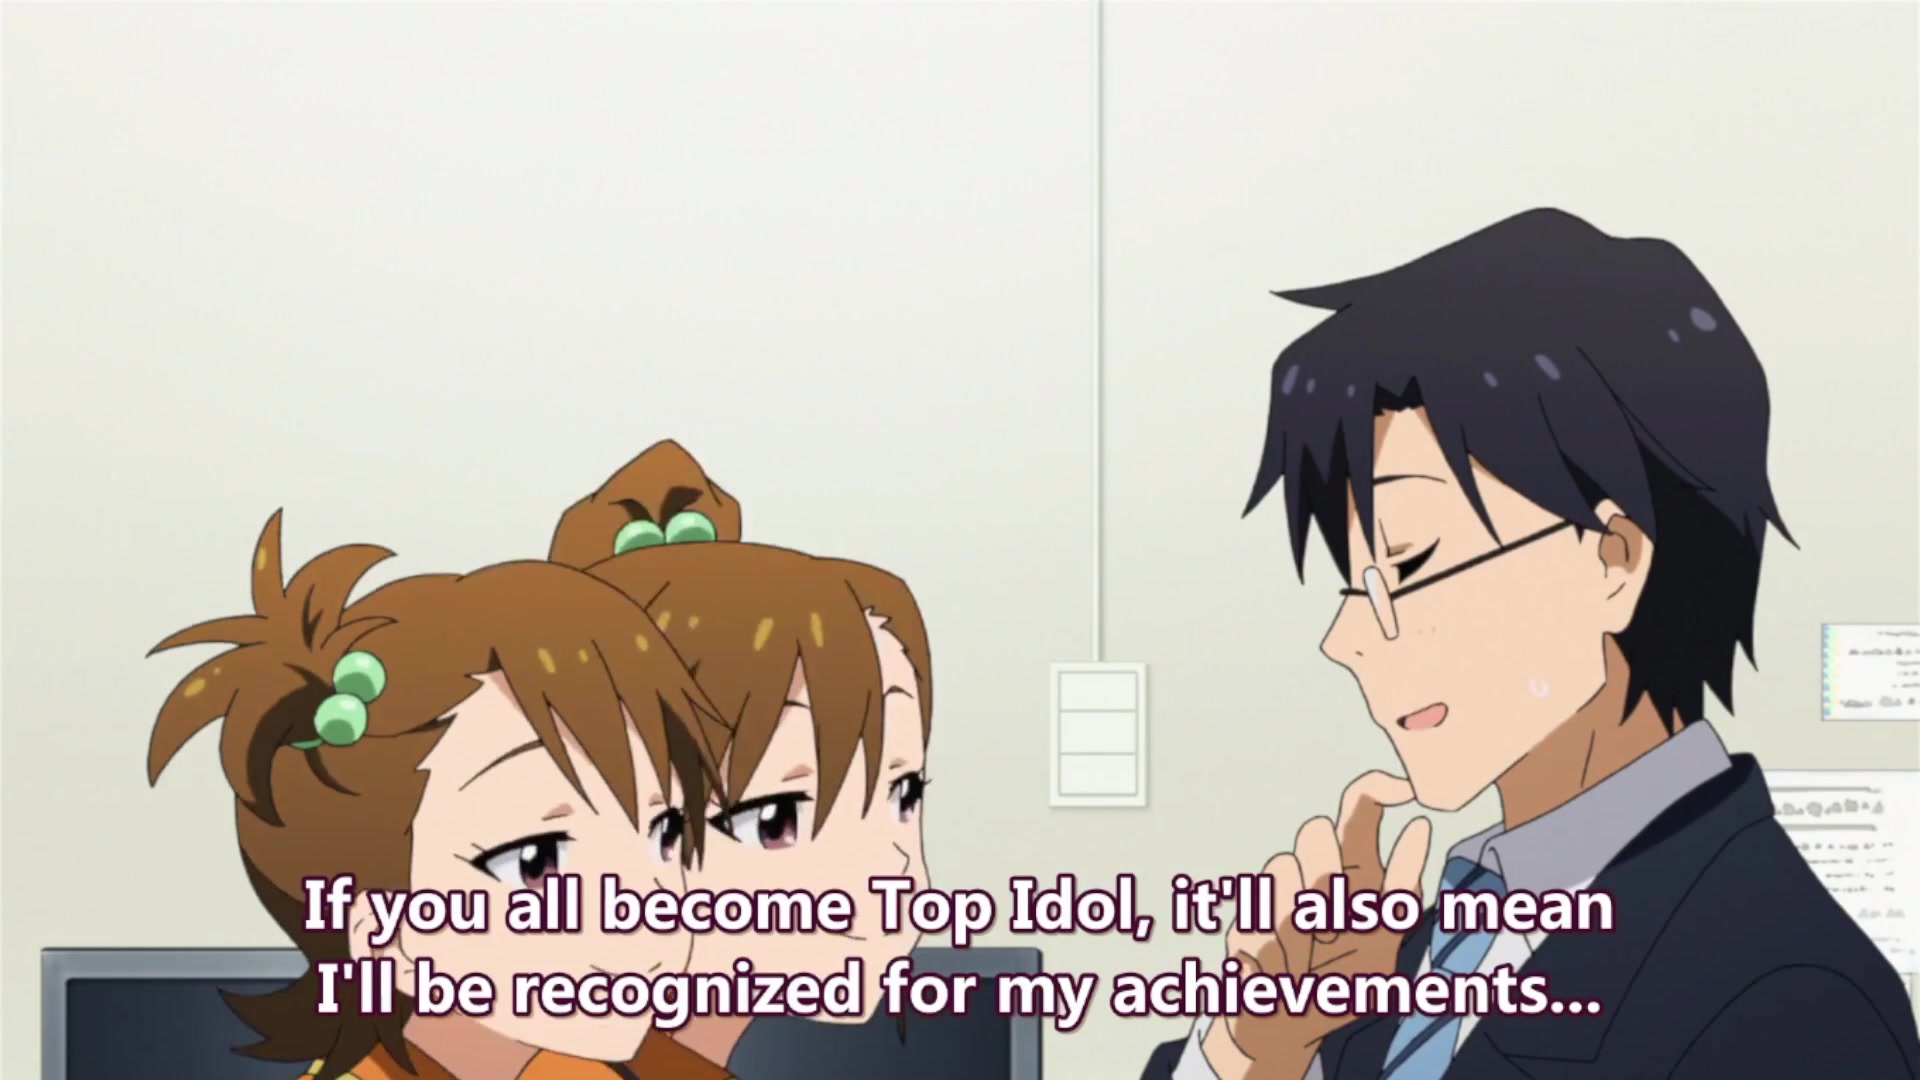 If you all become Top Idol, it'll also mean
I'll be recognized for my achievements...